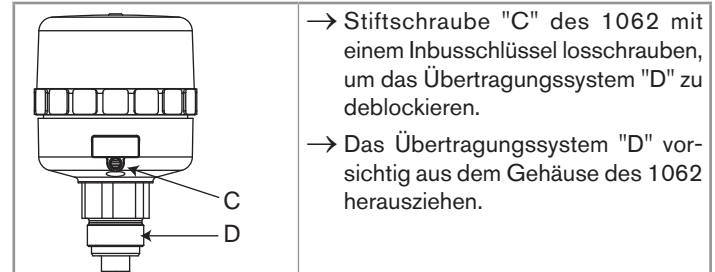 C
D
→ Stiftschraube "C" des 1062 mit
einem Inbusschlüssel losschrauben,
um das Übertragungssystem "D" zu
deblockieren.
→ Das Übertragungssystem "D" vor-
sichtig aus dem Gehäuse des 1062
herausziehen.